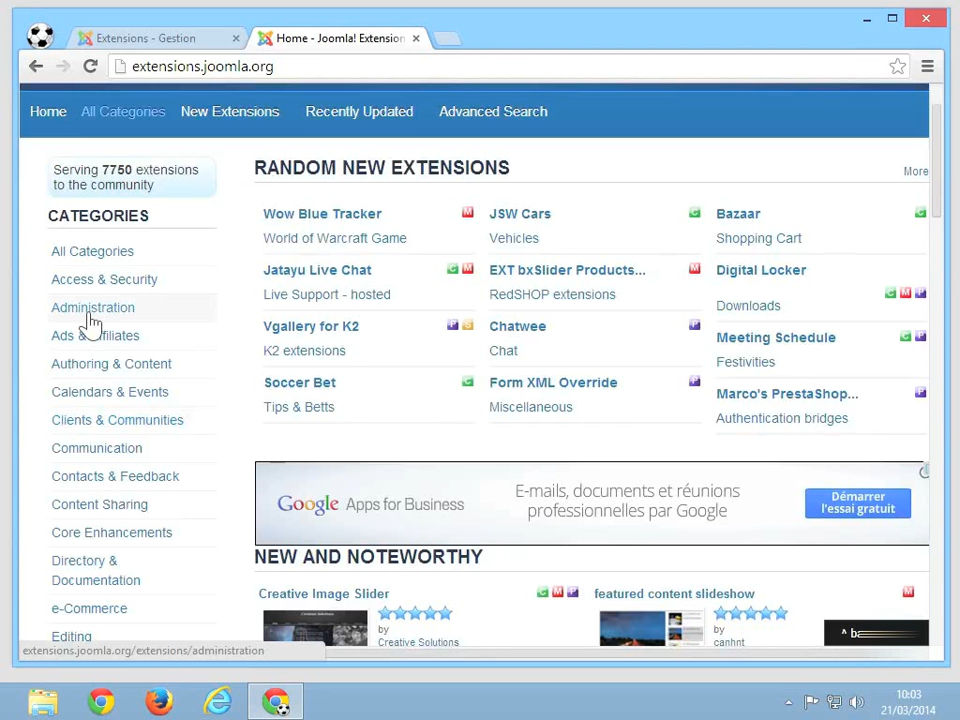 Extensions - Gestion
Home - Joomla! Extension
extensions.joomla.org
Home All Categories New Extensions Recently Updated Advanced Search
Serving 7750 extensions
to the community
CATEGORIES
All Categories
Access & Security
Administration
Ads & Affiliates
Authoring & Content
Calendars & Events
Clients & Communities
Communication
Contacts & Feedback
Content Sharing
Core Enhancements
Directory &
Documentation
e-Commerce
Editing
RANDOM NEW EXTENSIONS
More
Wow Blue Tracker M
World of Warcraft Game
JSW Cars C
Vehicles
Bazaar C
Shopping Cart
Jatayu Live Chat C M
Live Support - hosted
EXT bxSlider Products... M
RedSHOP extensions
Digital Locker
C M P
Downloads
Vgallery for K2 P S
K2 extensions
Chatwee P
Chat
Meeting Schedule C P
Festivities
Soccer Bet C
Tips & Betts
Form XML Override P
Miscellaneous
Marco's PrestaShop... P
Authentication bridges
Google Apps for Business
E-mails, documents et réunions
professionnelles par Google
Démarrer
l'essai gratuit
NEW AND NOTEWORTHY
Creative Image Slider C M P
by
Creative Solutions
featured content slideshow M
by
canhnt
extensions.joomla.org/extensions/administration
10:03
21/03/2014